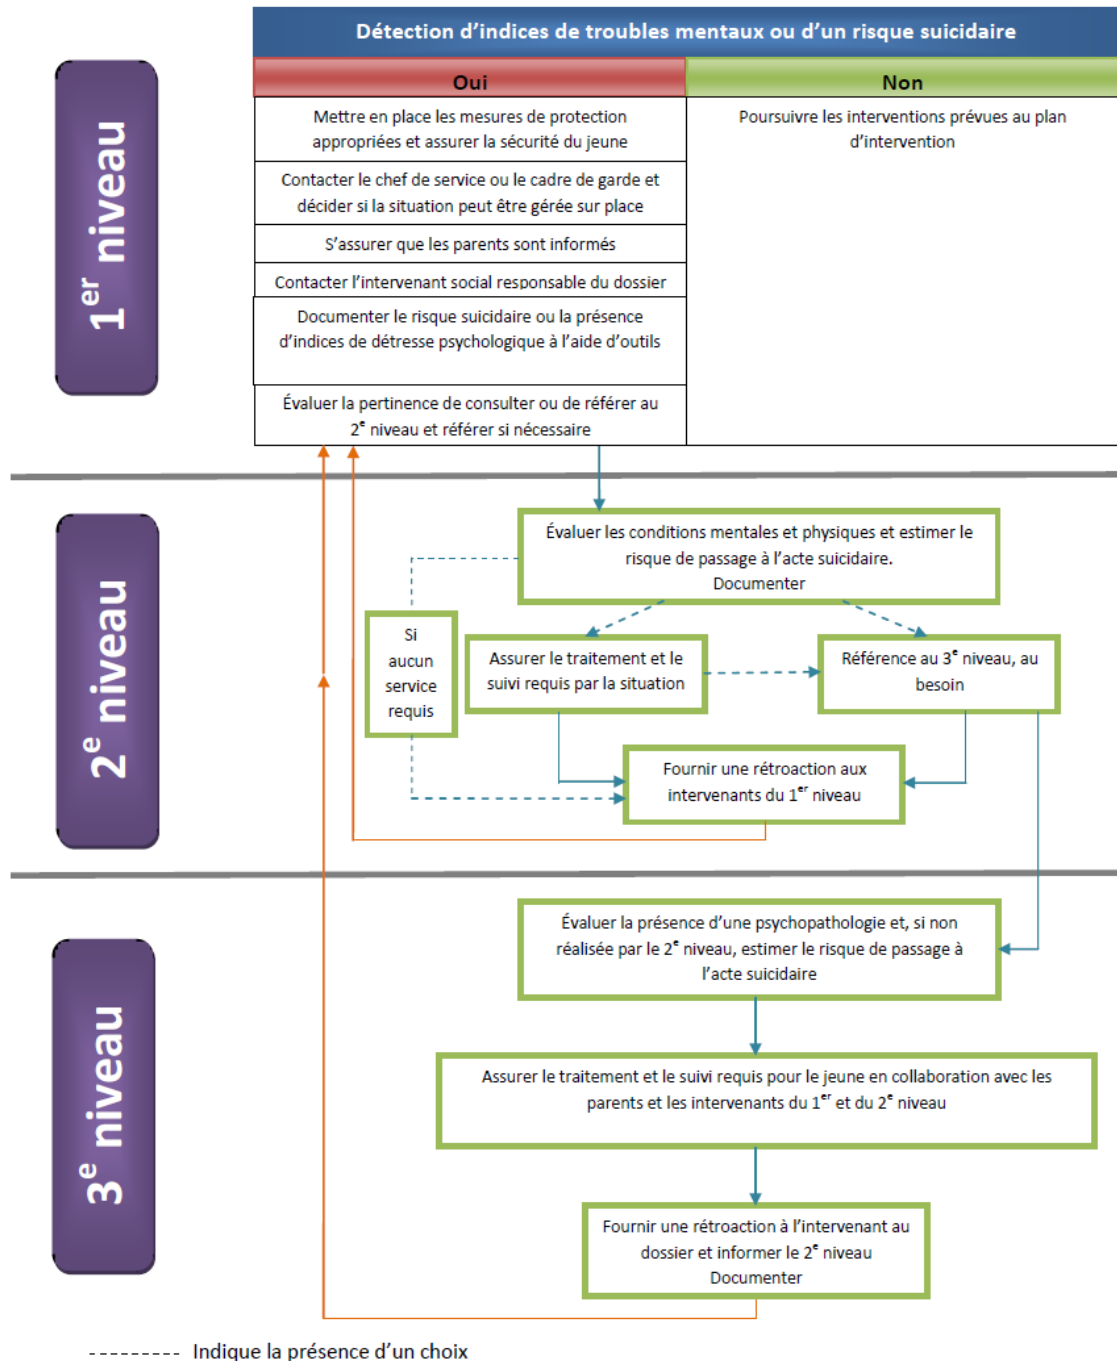 Détection d'indices de troubles mentaux ou d'un risque suicidaire
Oui
Non
1er niveau
Mettre en place les mesures de protection
appropriées et assurer la sécurité du jeune
Poursuivre les interventions prévues au plan
d'intervention
Contacter le chef de service ou le cadre de garde et
décider si la situation peut être gérée sur place
S'assurer que les parents sont informés
Contacter l'intervenant social responsable du dossier
Documenter le risque suicidaire ou la présence
d'indices de détresse psychologique à l'aide d'outils
Évaluer la pertinence de consulter ou de référer au
2e niveau et référer si nécessaire
2e niveau
Évaluer les conditions mentales et physiques et estimer le
risque de passage à l'acte suicidaire.
Documenter
Si
aucun
service
requis
Assurer le traitement et le
suivi requis par la situation
Référence au 3e niveau, au
besoin
Fournir une rétroaction aux
intervenants du 1er niveau
3e niveau
Évaluer la présence d'une psychopathologie et, si non
réalisée par le 2e niveau, estimer le risque de passage à
l'acte suicidaire
Assurer le traitement et le suivi requis pour le jeune en collaboration avec les
parents et les intervenants du 1er et du 2e niveau
Fournir une rétroaction à l'intervenant au
dossier et informer le 2e niveau
Documenter
Indique la présence d'un choix